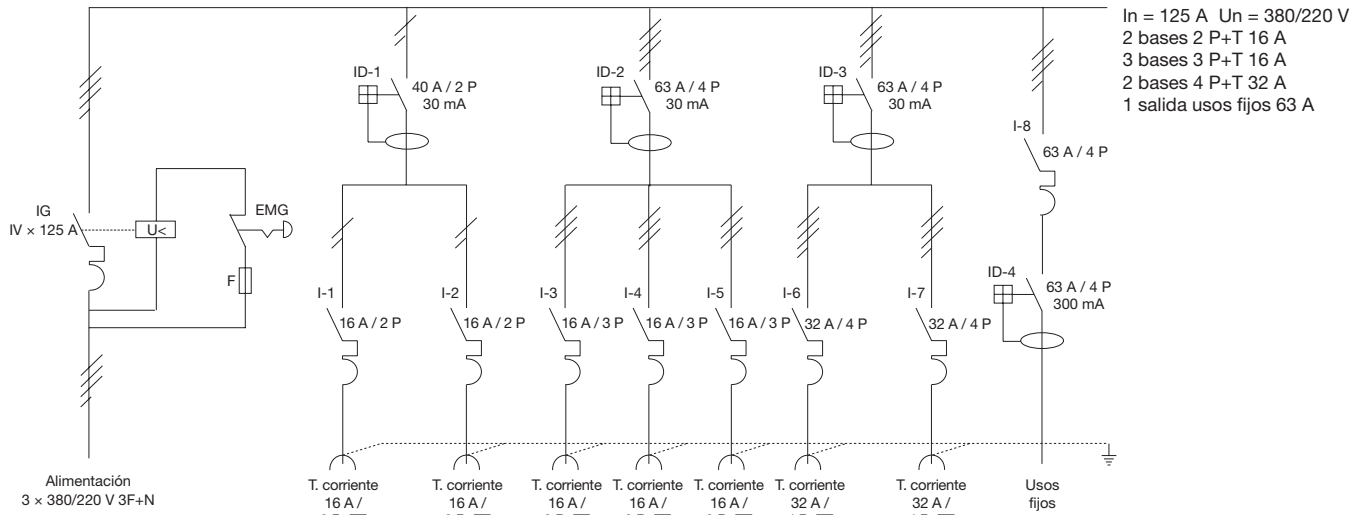 In = 125 A Un = 380/220 V
2 bases 2 P+T 16 A
3 bases 3 P+T 16 A
2 bases 4 P+T 32 A
1 salida usos fijos 63 A
ID-1
40 A / 2 P
30 mA
ID-2
63 A / 4 P
30 mA
ID-3
63 A / 4 P
30 mA
I-8
63 A / 4 P
IG
IV × 125 A
U<
EMG
F
ID-4
63 A / 4 P
300 mA
I-1
16 A / 2 P
I-2
16 A / 2 P
I-3
16 A / 3 P
I-4
16 A / 3 P
I-5
16 A / 3 P
I-6
32 A / 4 P
I-7
32 A / 4 P
Alimentación
3 × 380/220 V 3F+N
T. corriente
16 A /
T. corriente
16 A /
T. corriente
16 A /
T. corriente
16 A /
T. corriente
16 A /
T. corriente
32 A /
T. corriente
32 A /
Usos
fijos